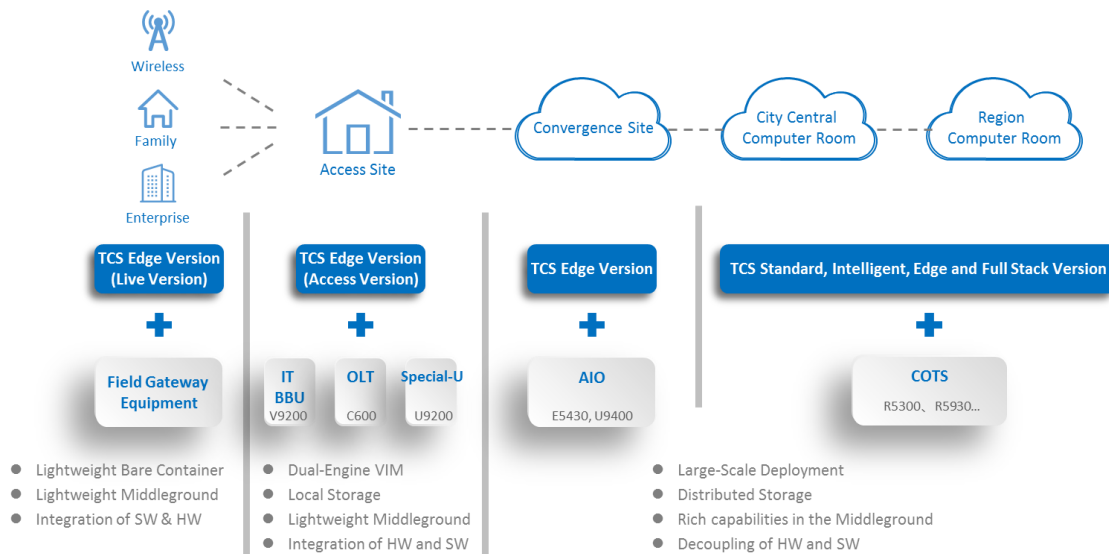 Wireless
Family
Enterprise
Access Site
Convergence Site
City Central
Computer Room
Region
Computer Room
TCS Edge Version
(Live Version)
TCS Edge Version
(Access Version)
TCS Edge Version
TCS Standard, Intelligent, Edge and Full Stack Version
Field Gateway
Equipment
IT
BBU
V9200
OLT
C600
Special-U
U9200
AIO
E5430, U9400
COTS
R5300、R5930...
● Lightweight Bare Container
● Lightweight Middleground
● Integration of SW & HW
● Dual-Engine VIM
● Local Storage
● Lightweight Middleground
● Integration of HW and SW
● Large-Scale Deployment
● Distributed Storage
● Rich capabilities in the Middleground
● Decoupling of HW and SW